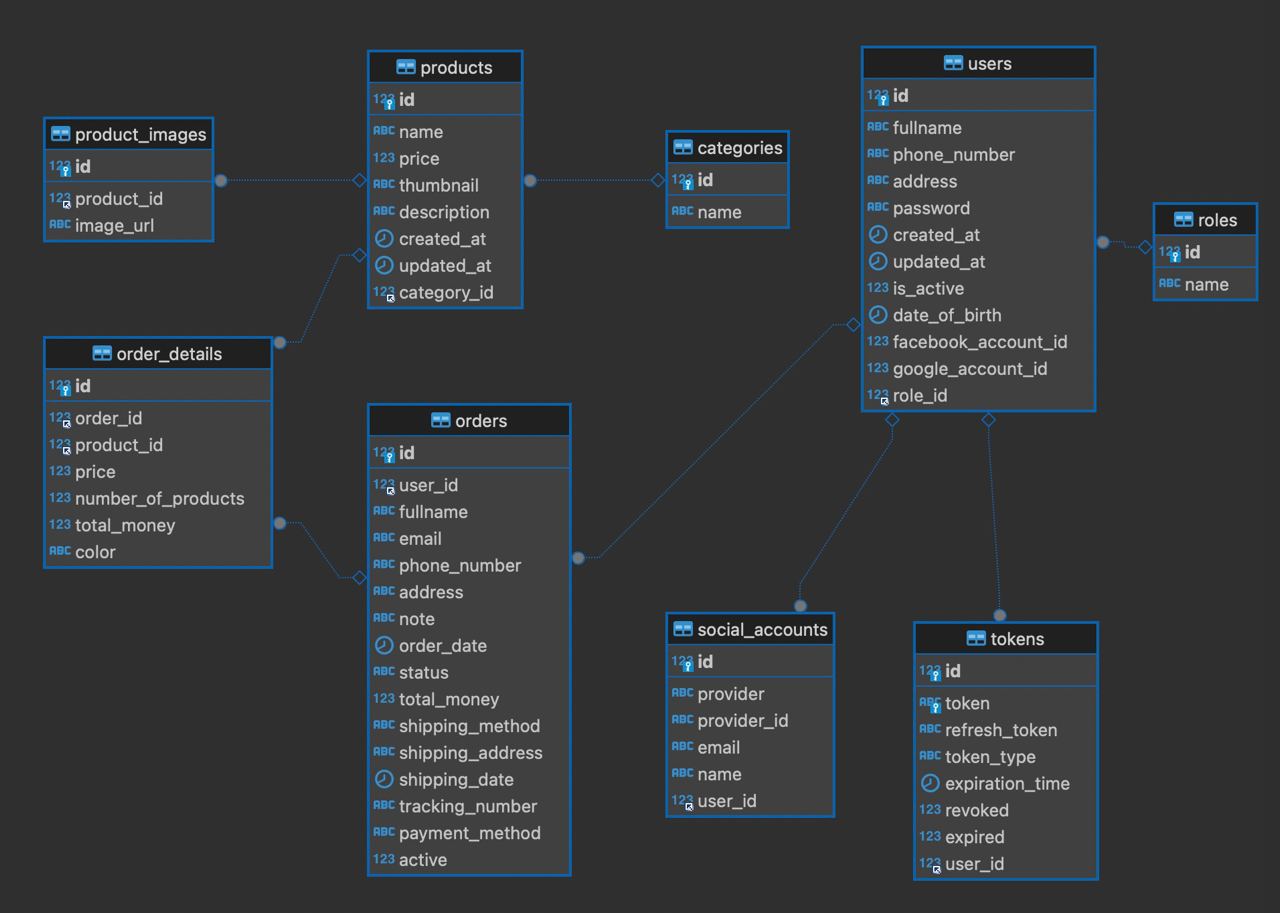 products
123 id
ABC name
123 price
ABC thumbnail
ABC description
created_at
updated_at
123 category_id
product_images
123 id
123 product_id
ABC image_url
categories
123 id
ABC name
users
123 id
ABC fullname
ABC phone_number
ABC address
ABC password
created_at
updated_at
123 is_active
date_of_birth
123 facebook_account_id
123 google_account_id
123 role_id
roles
123 id
ABC name
order_details
123 id
123 order_id
123 product_id
123 price
123 number_of_products
123 total_money
ABC color
orders
123 id
123 user_id
ABC fullname
ABC email
ABC phone_number
ABC address
ABC note
order_date
ABC status
123 total_money
ABC shipping_method
ABC shipping_address
shipping_date
ABC tracking_number
ABC payment_method
123 active
social_accounts
123 id
ABC provider
ABC provider_id
ABC email
ABC name
123 user_id
tokens
123 id
ABC token
ABC refresh_token
ABC token_type
expiration_time
123 revoked
123 expired
123 user_id